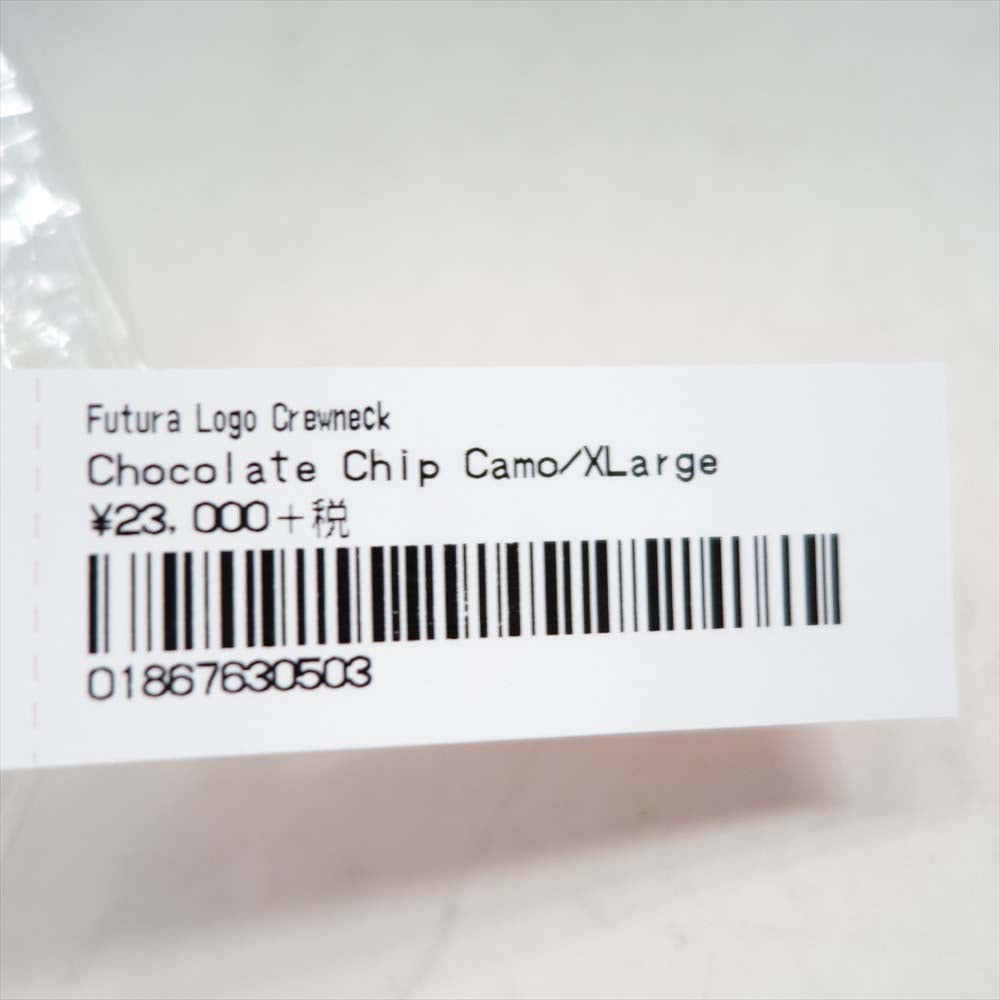 Futura Logo Crewneck
Chocolate Chip Camo/XLarge
¥23,000+税
01867630503